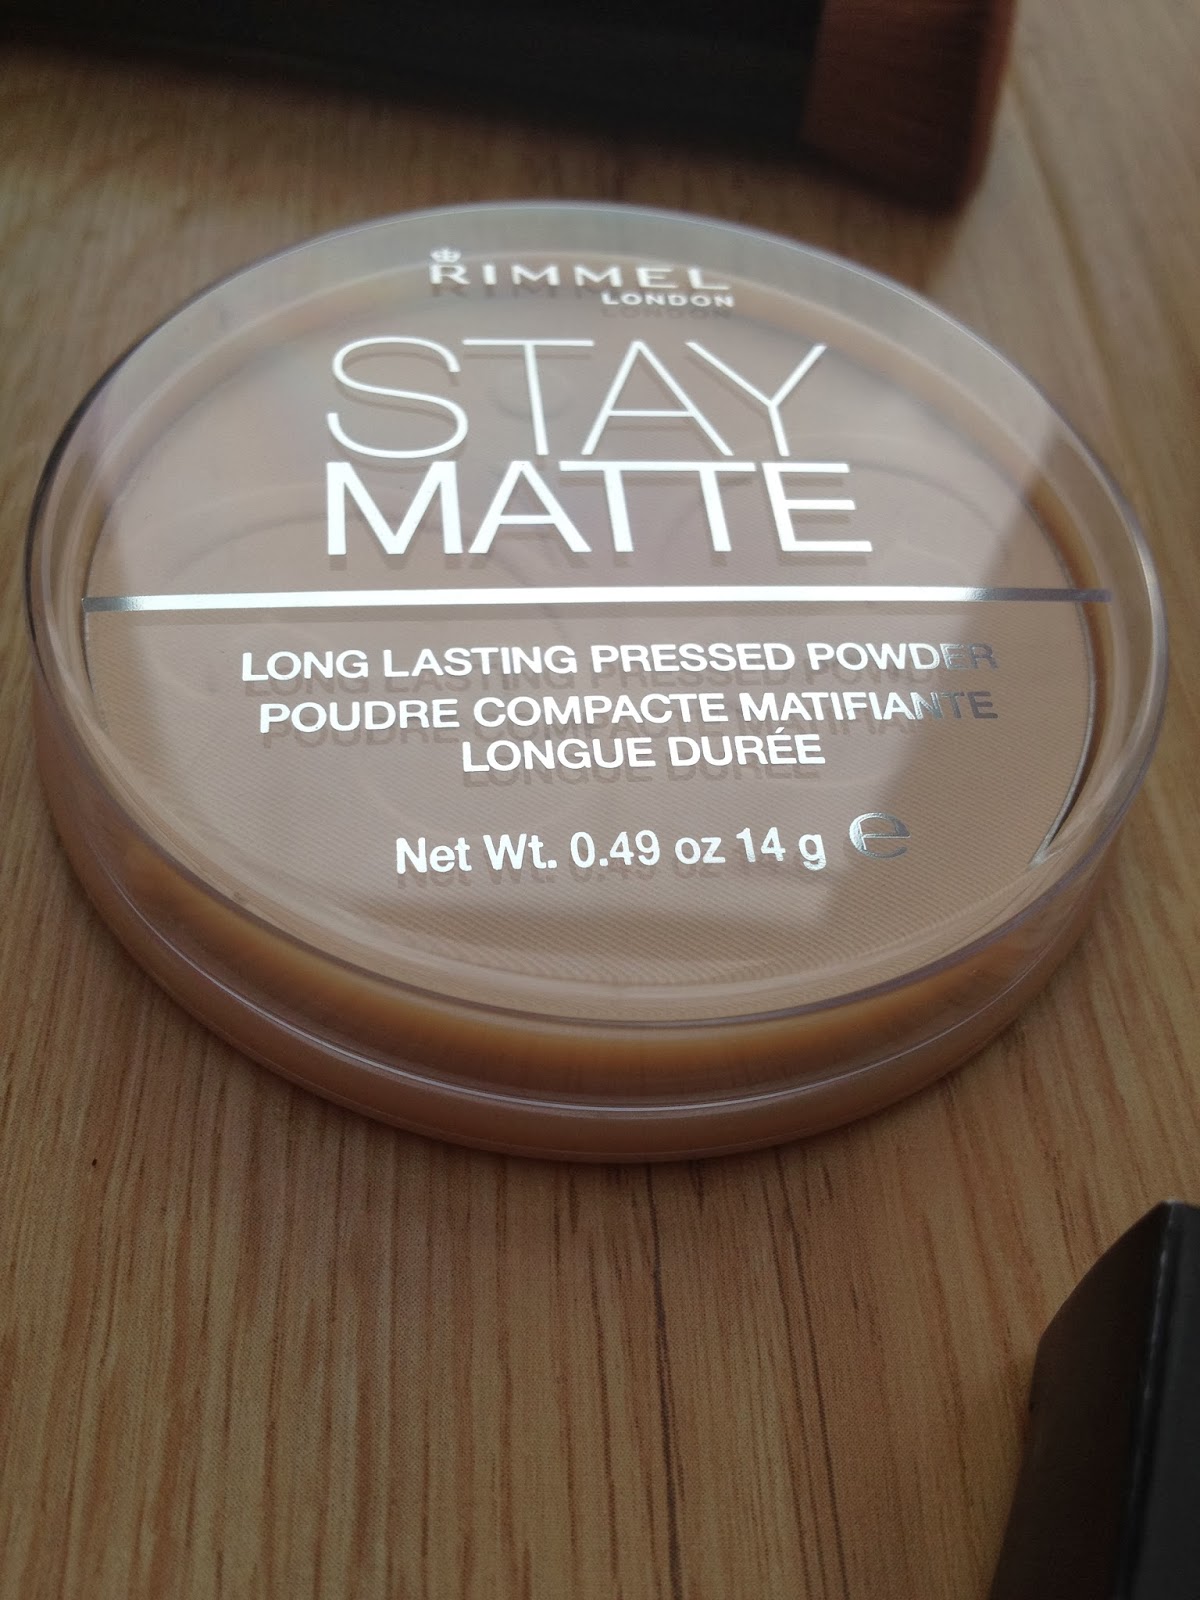 RIMMEL
LONDON
STAY
MATTE
LONG LASTING PRESSED POWDER
POUDRE COMPACTE MATIFIANTE
LONGUE DURÉE
Net Wt. 0.49 oz 14 g ℮